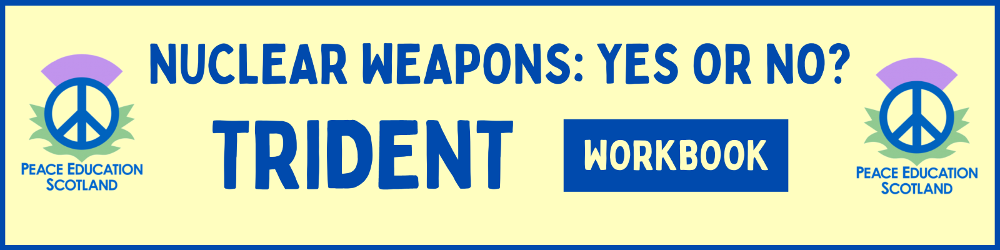 NUCLEAR WEAPONS: YES OR NO?
TRIDENT WORKBOOK
PEACE EDUCATION
SCOTLAND
PEACE EDUCATION
SCOTLAND